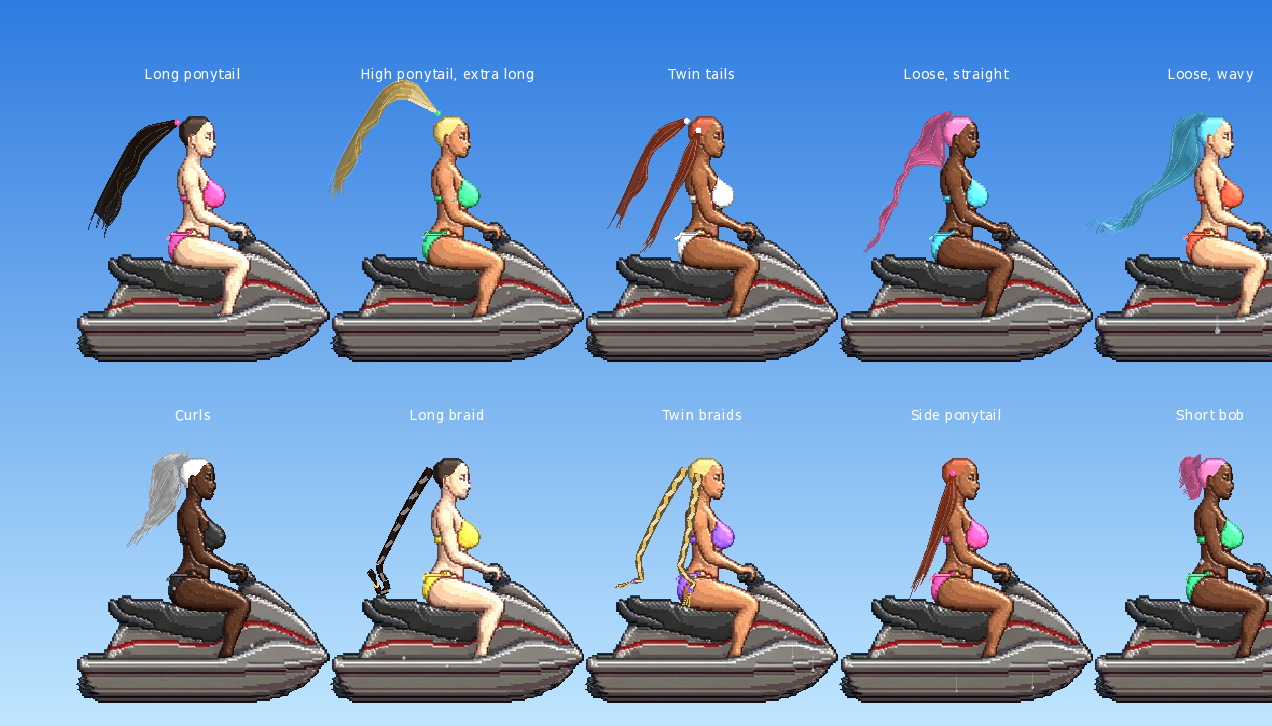 Long ponytail
High ponytail, extra long
Twin tails
Loose, straight
Loose, wavy
Curls
Long braid
Twin braids
Side ponytail
Short bob